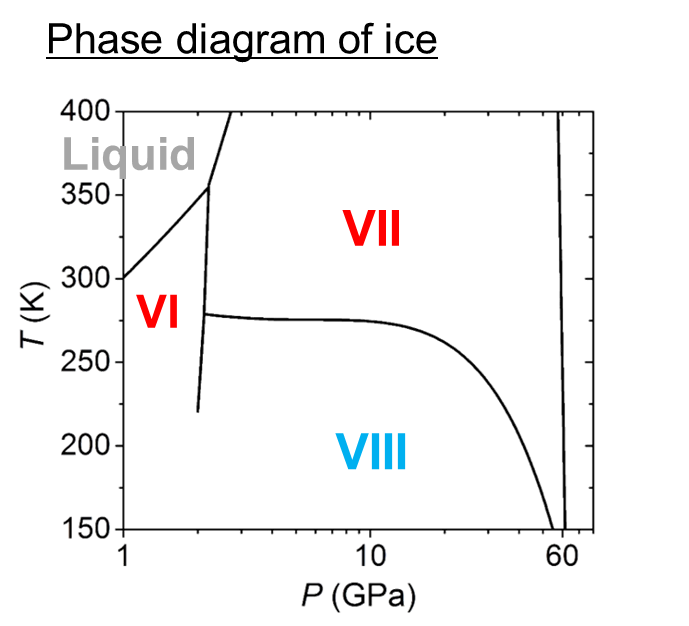 Phase diagram of ice
400
Liquid
350
VII
300
VI
T (K)
250
VIII
200
150
1
10
60
P (GPa)